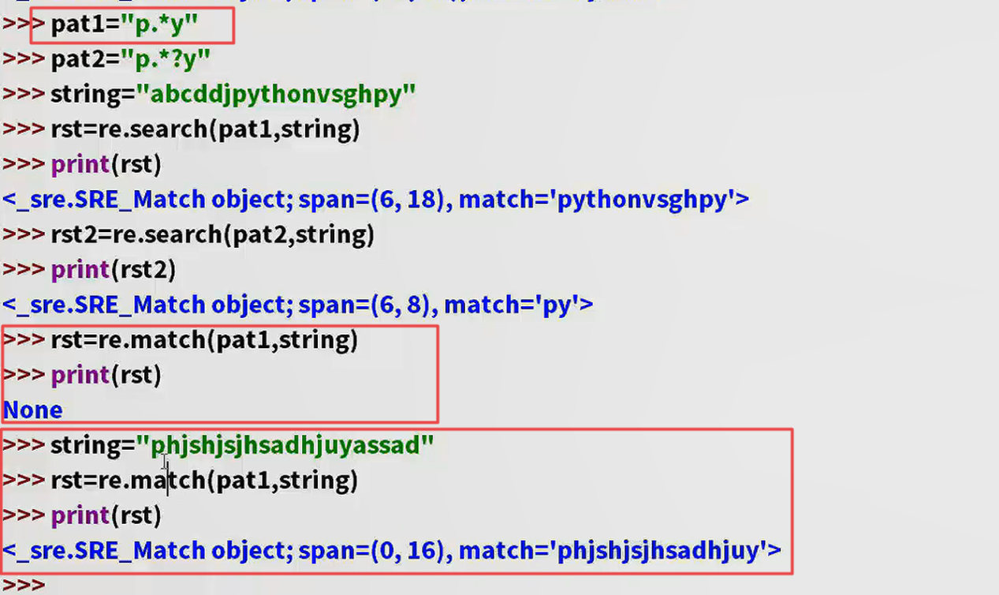 >>> pat1="p.*y"
>>> pat2="p.*?y"
>>> string="abcddjpythonvsghpy"
>>> rst=re.search(pat1,string)
>>> print(rst)
<_sre.SRE_Match object; span=(6, 18), match='pythonvsghpy'>
>>> rst2=re.search(pat2,string)
>>> print(rst2)
<_sre.SRE_Match object; span=(6, 8), match='py'>
>>> rst=re.match(pat1,string)
>>> print(rst)
None
>>> string="phjshjsjhsadhjuyassad"
>>> rst=re.match(pat1,string)
>>> print(rst)
<_sre.SRE_Match object; span=(0, 16), match='phjshjsjhsadhjuy'>
>>>